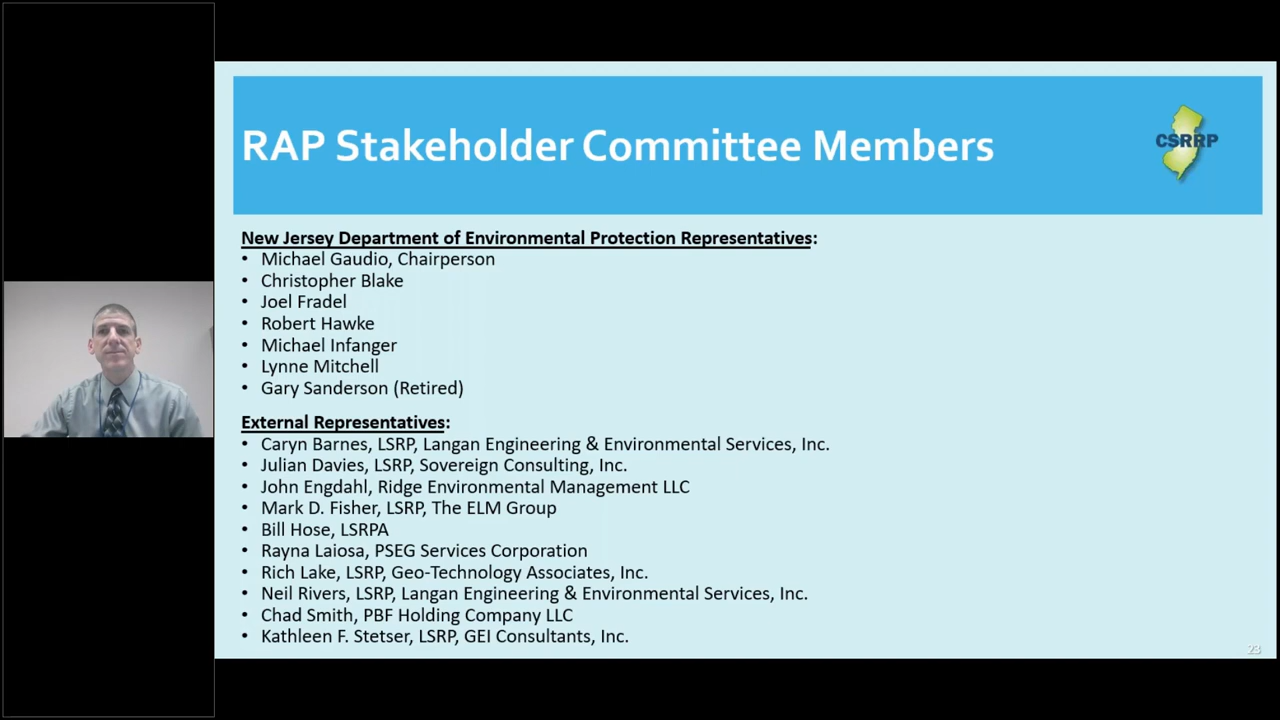 RAP Stakeholder Committee Members
CSRRP
New Jersey Department of Environmental Protection Representatives:
• Michael Gaudio, Chairperson
• Christopher Blake
• Joel Fradel
• Robert Hawke
• Michael Infanger
• Lynne Mitchell
• Gary Sanderson (Retired)
External Representatives:
• Caryn Barnes, LSRP, Langan Engineering & Environmental Services, Inc.
• Julian Davies, LSRP, Sovereign Consulting, Inc.
• John Engdahl, Ridge Environmental Management LLC
• Mark D. Fisher, LSRP, The ELM Group
• Bill Hose, LSRPA
• Rayna Laiosa, PSEG Services Corporation
• Rich Lake, LSRP, Geo-Technology Associates, Inc.
• Neil Rivers, LSRP, Langan Engineering & Environmental Services, Inc.
• Chad Smith, PBF Holding Company LLC
• Kathleen F. Stetser, LSRP, GEI Consultants, Inc.
23